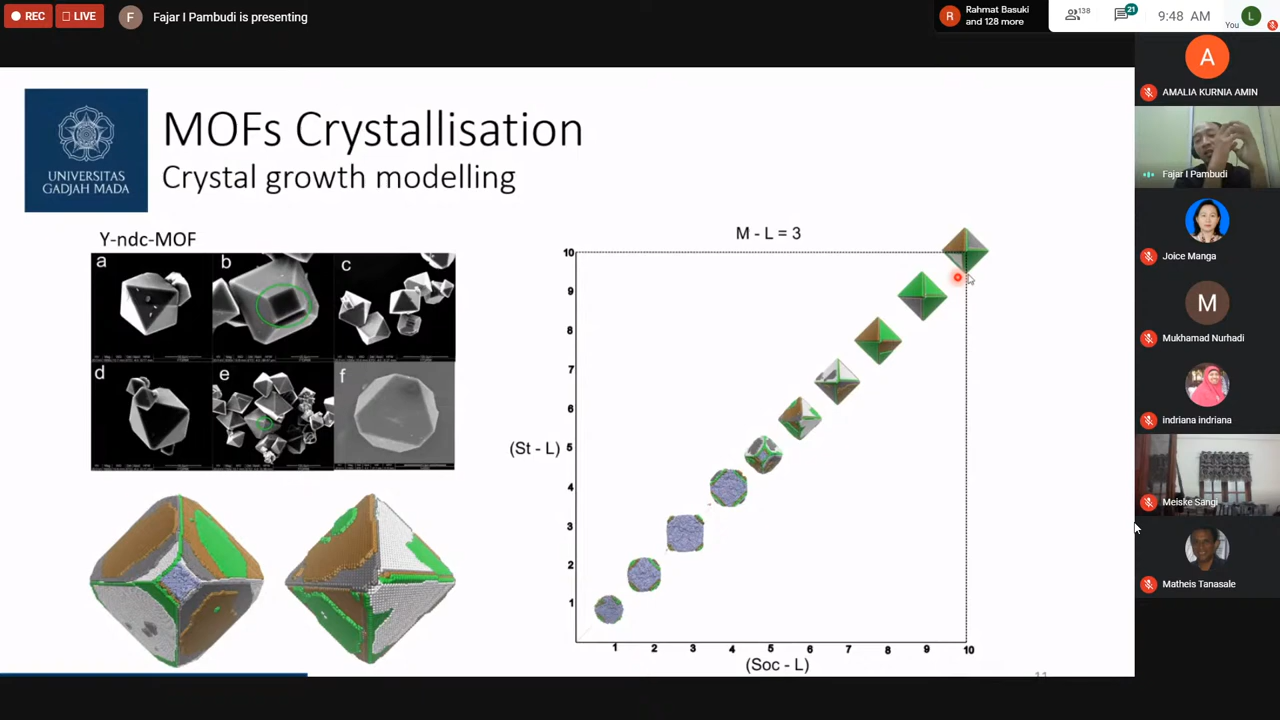 REC
LIVE
F
Fajar I Pambudi is presenting
R
Rahmat Basuki
and 128 more
138
21
9:48 AM
You
L
A
AMALIA KURNIA AMIN
Fajar I Pambudi
Joice Manga
M
Mukhamad Nurhadi
indriana indriana
Meiske Sangi
Matheis Tanasale
UNIVERSITAS
GADJAH MADA
MOFs Crystallisation
Crystal growth modelling
Y-ndc-MOF
a
b
c
d
e
f
M - L = 3
10
9
8
7
6
5
4
3
2
1
(St - L)
1 2 3 4 5 6 7 8 9 10
(Soc - L)
11